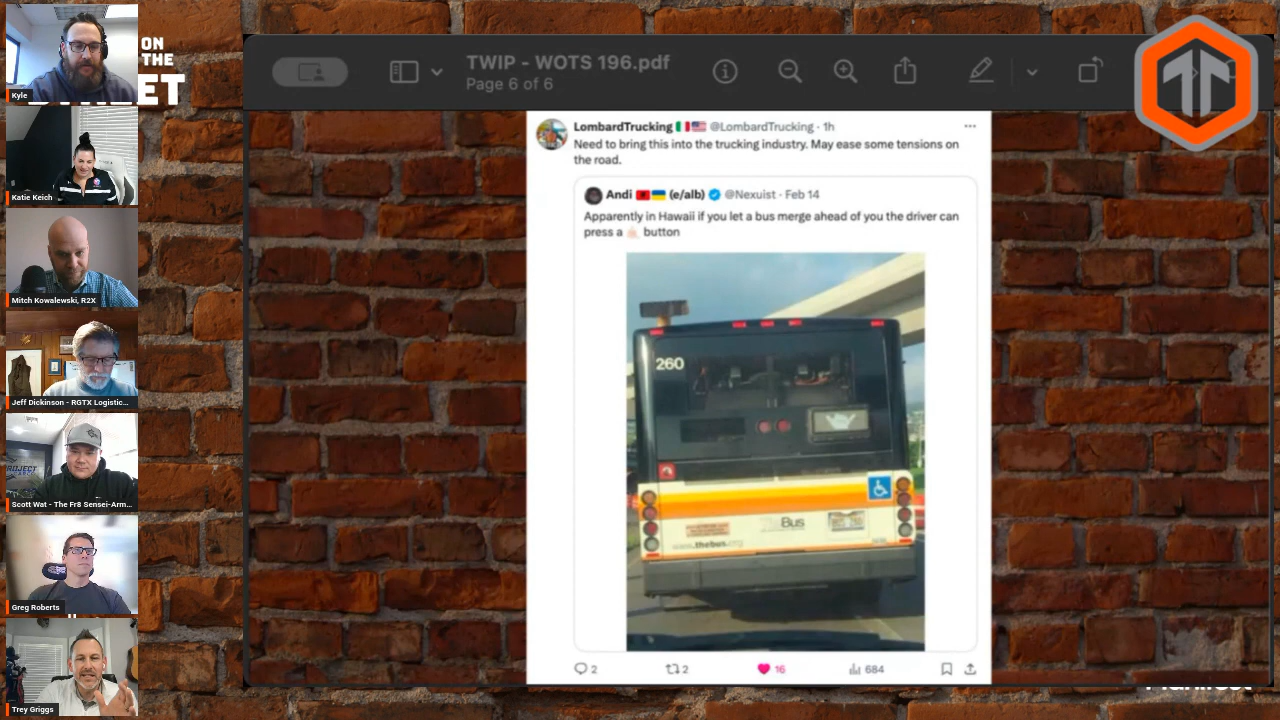 ON
THE
ET
Kyle
Katie Keich
Mitch Kowalewski, R2X
Jeff Dickinson - RGTX Logistic...
Scott Wat - The Fr8 Sensei-Arm...
Greg Roberts
Trey Griggs
TWIP - WOTS 196.pdf
Page 6 of 6
LombardTrucking 🇮🇹🇺🇸 @LombardTrucking · 1h
Need to bring this into the trucking industry. May ease some tensions on
the road.
Andi 🇦🇱🇺🇦 (e/alb) @Nexuist · Feb 14
Apparently in Hawaii if you let a bus merge ahead of you the driver can
press a 🤙🏻 button
260
TheBus
www.thebus.org
2
2
16
684